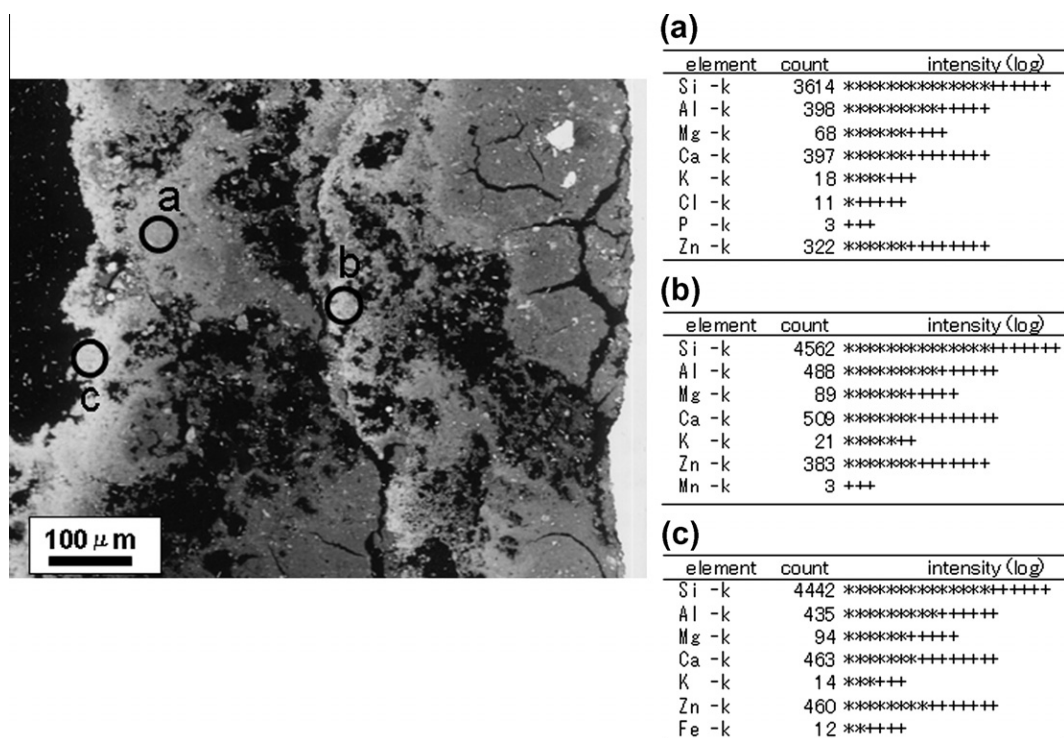 a
b
c
100 μm
(a)
element count intensity (log)
Si -k 3614 **************++++++
Al -k 398 *********+++++
Mg -k 68 ******++++
Ca -k 397 ******++++++++
K -k 18 ****+++
Cl -k 11 *+++++
P -k 3 +++
Zn -k 322 ******++++++++
(b)
element count intensity (log)
Si -k 4562 **************+++++++
Al -k 488 *********++++++
Mg -k 89 ******+++++
Ca -k 509 *******++++++++
K -k 21 *****++
Zn -k 383 *******+++++++
Mn -k 3 +++
(c)
element count intensity (log)
Si -k 4442 **************++++++
Al -k 435 *********++++++
Mg -k 94 ******+++++
Ca -k 463 *******++++++++
K -k 14 ***+++
Zn -k 460 ********+++++++
Fe -k 12 **++++